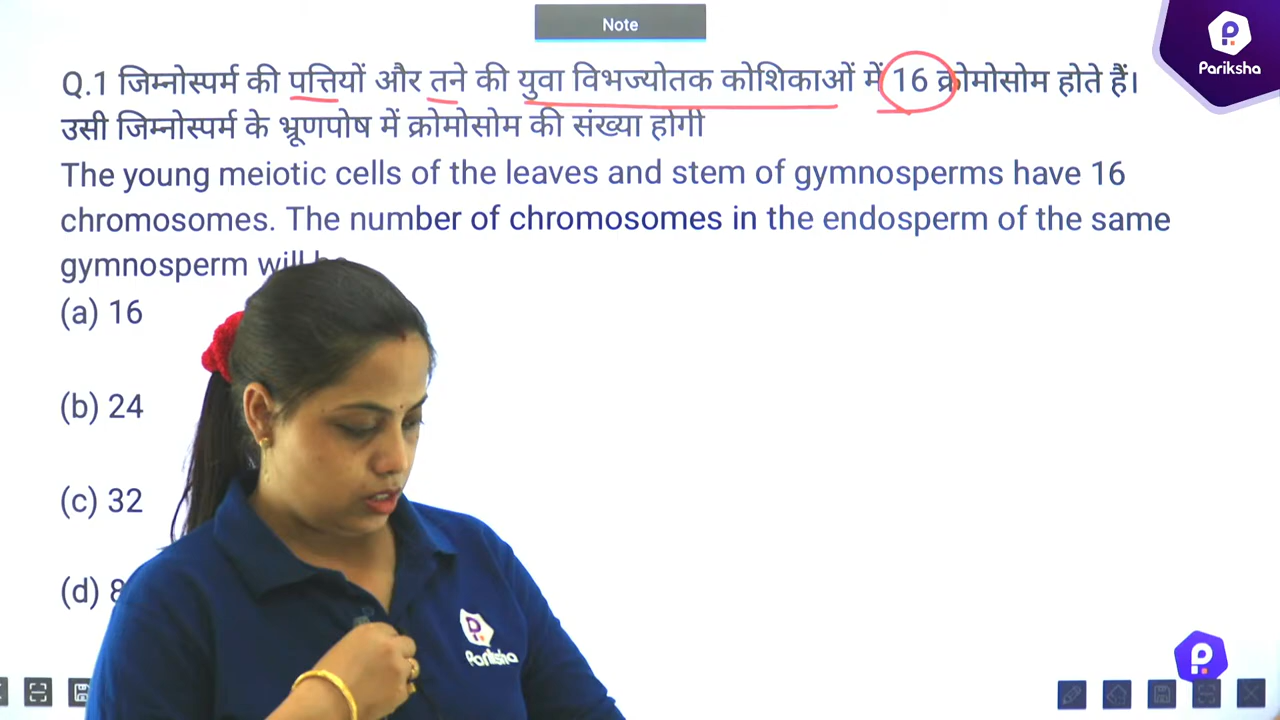 Note
Pariksha
Q.1 जिम्नोस्पर्म की पत्तियों और तने की युवा विभज्योतक कोशिकाओं में 16 क्रोमोसोम होते हैं।
उसी जिम्नोस्पर्म के भ्रूणपोष में क्रोमोसोम की संख्या होगी
The young meiotic cells of the leaves and stem of gymnosperms have 16
chromosomes. The number of chromosomes in the endosperm of the same
gymnosperm will
(a) 16
(b) 24
(c) 32
(d) 8
Pariksha